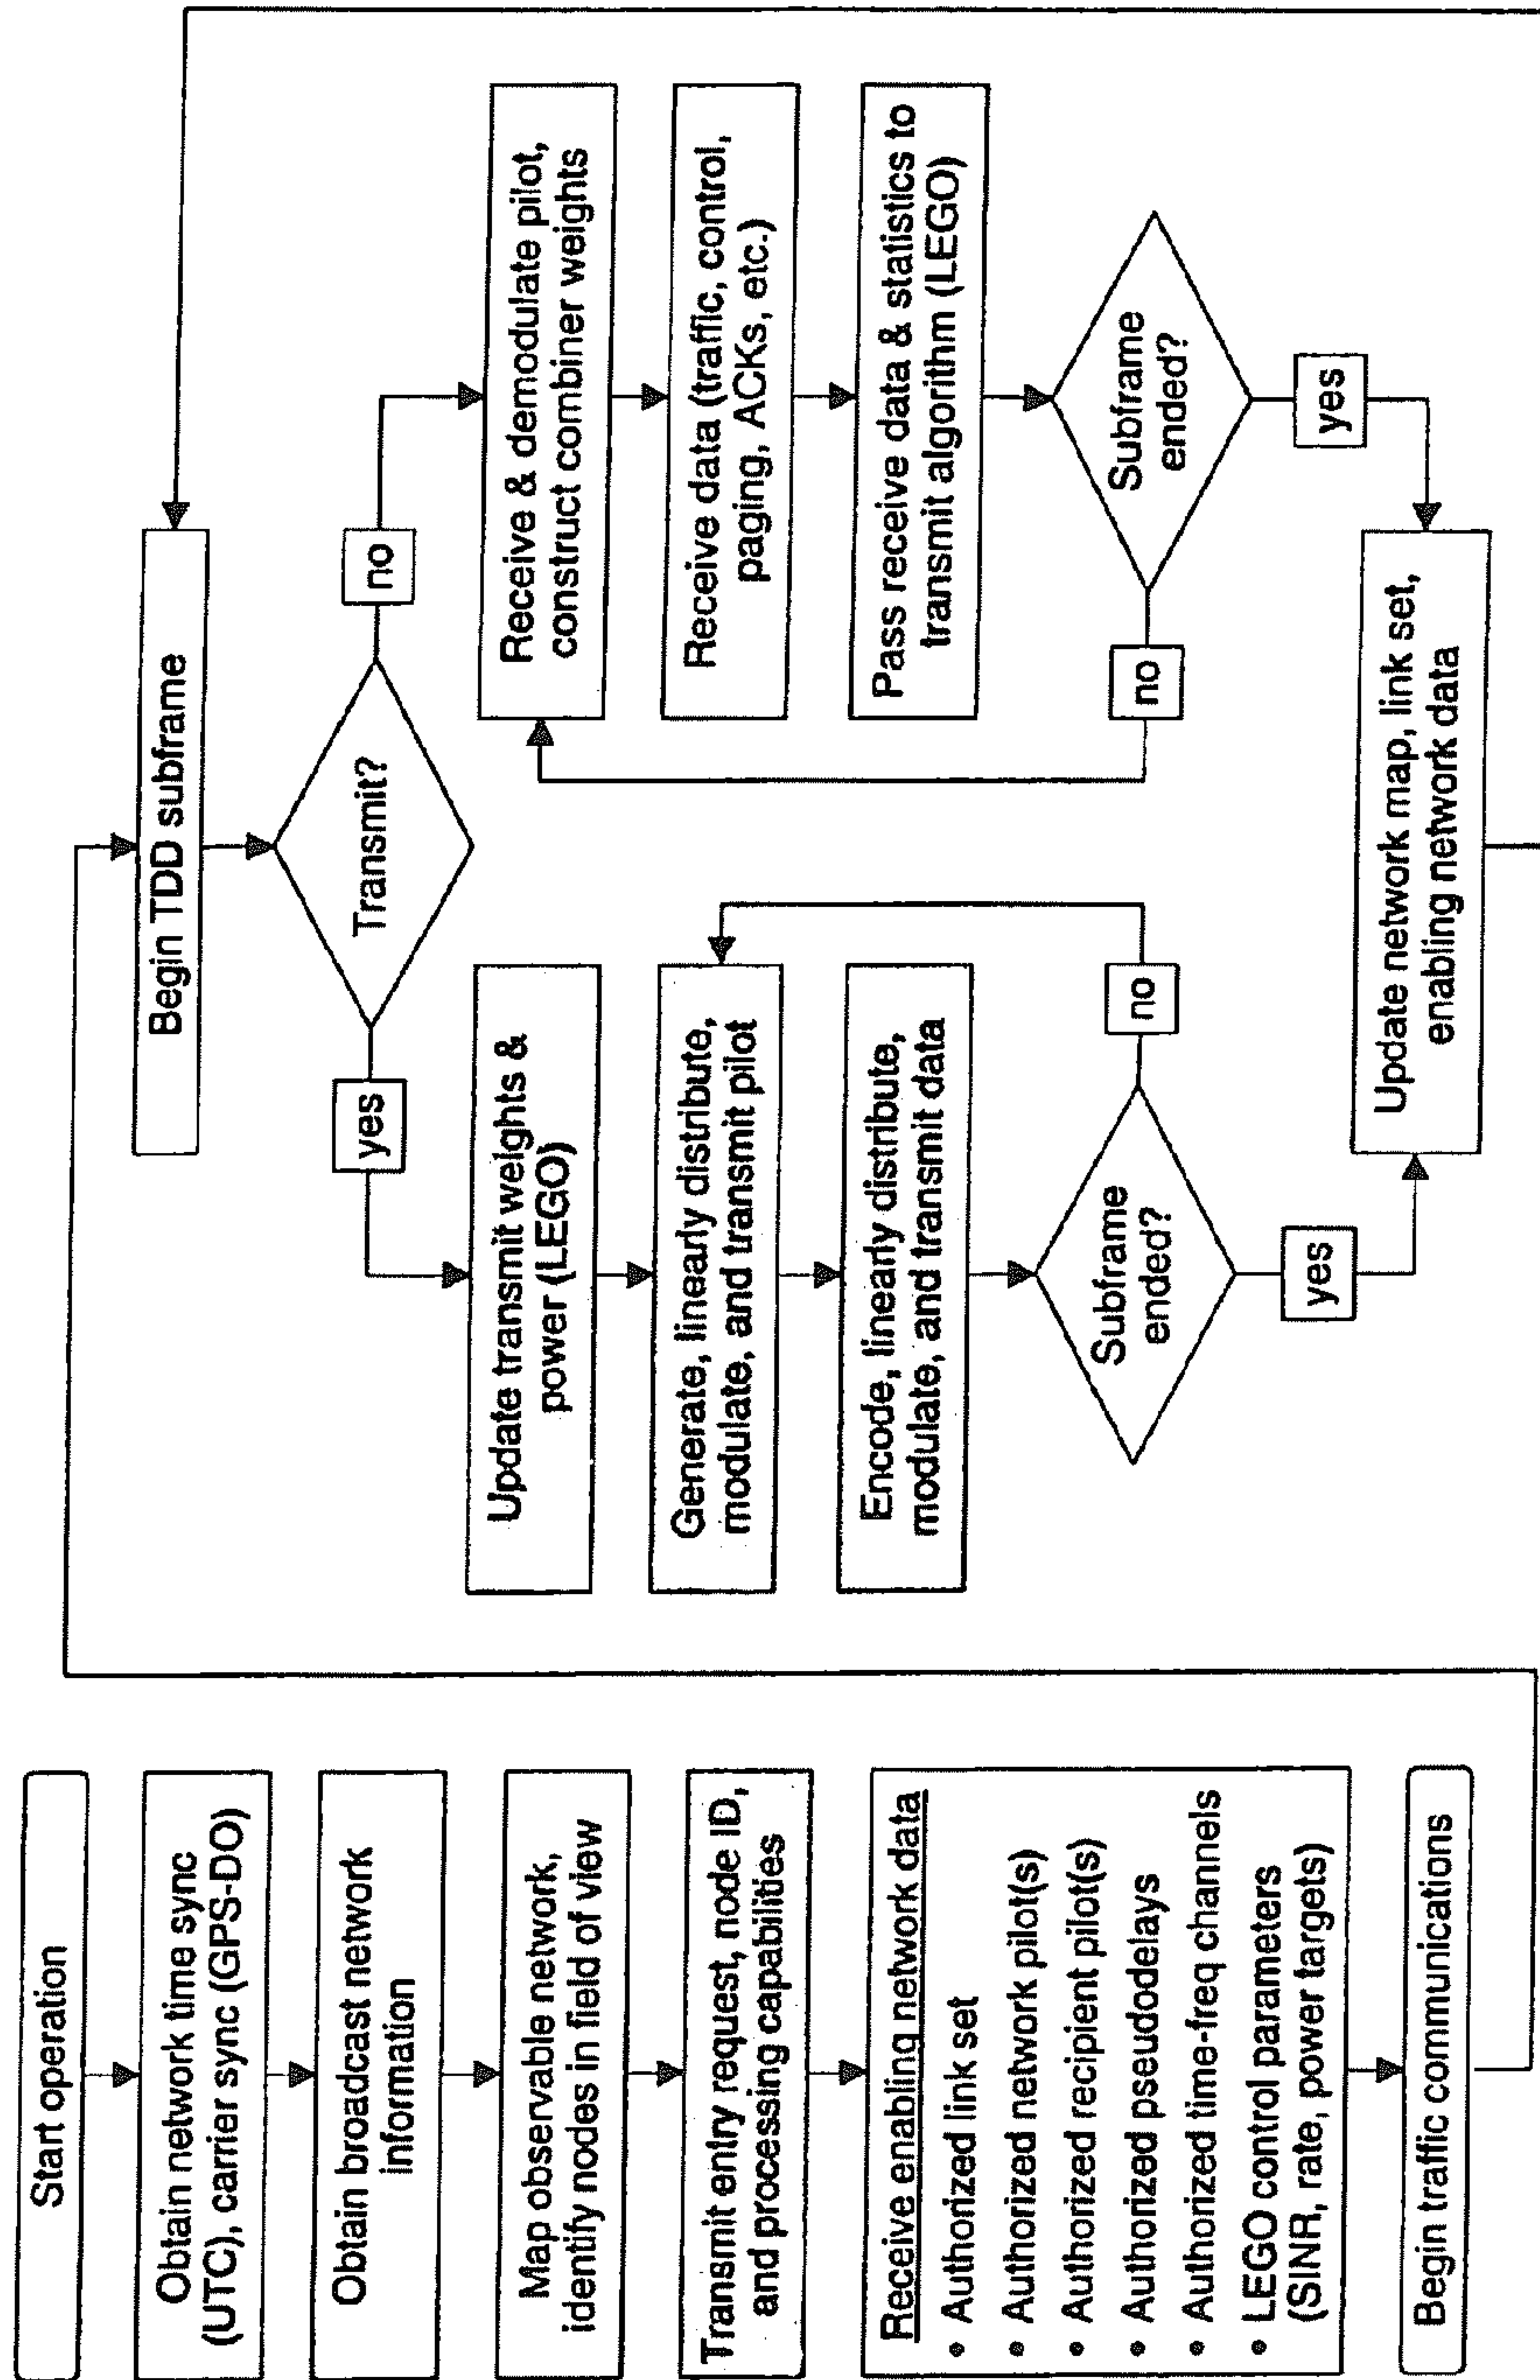 Start operation
Obtain network time sync
(UTC), carrier sync (GPS-DO)
Obtain broadcast network
information
Map observable network,
identify nodes in field of view
Transmit entry request, node ID,
and processing capabilities
Receive enabling network data
• Authorized link set
• Authorized network pilot(s)
• Authorized recipient pilot(s)
• Authorized pseudodelays
• Authorized time-freq channels
• LEGO control parameters
(SINR, rate, power targets)
Begin traffic communications
Begin TDD subframe
Transmit?
yes
no
Update transmit weights &
power (LEGO)
Generate, linearly distribute,
modulate, and transmit pilot
Encode, linearly distribute,
modulate, and transmit data
Subframe
ended?
no
yes
Receive & demodulate pilot,
construct combiner weights
Receive data (traffic, control,
paging, ACKs, etc.)
Pass receive data & statistics to
transmit algorithm (LEGO)
Subframe
ended?
no
yes
Update network map, link set,
enabling network data